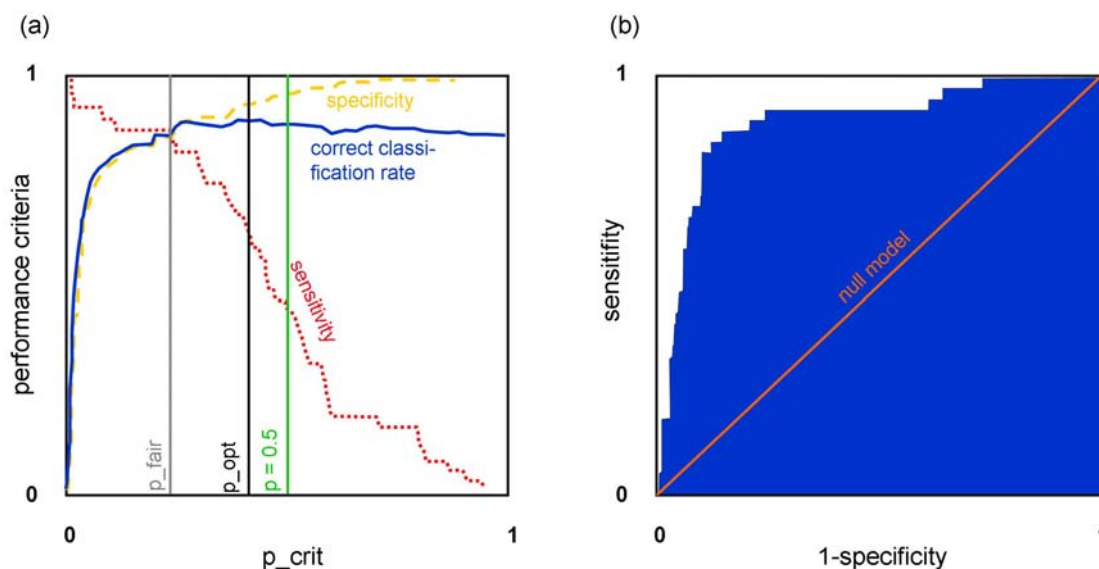 (a)
(b)
1
specificity
correct classi-
fication rate
sensitivity
performance criteria
p_fair
p_opt
p = 0.5
0
0
1
p_crit
1
sensitifity
null model
0
0
1
1-specificity